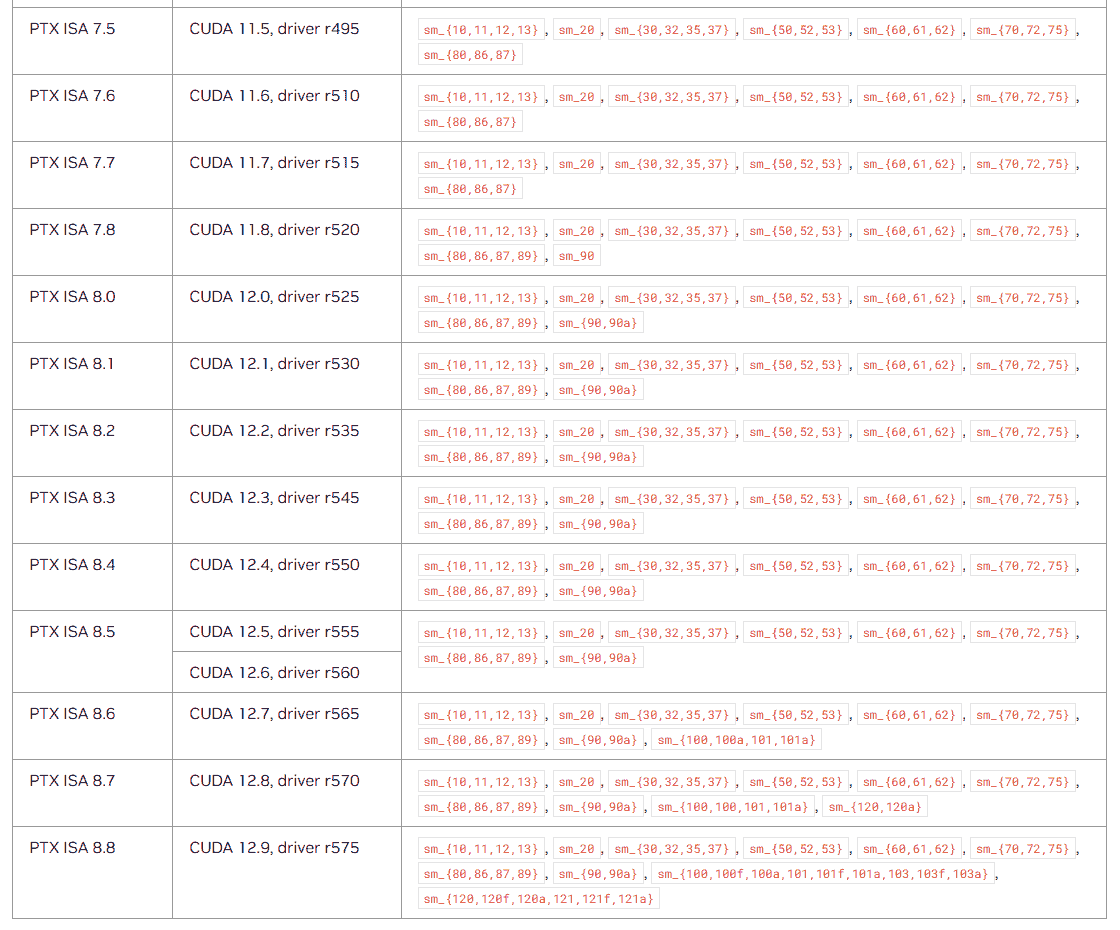 PTX ISA 7.5 CUDA 11.5, driver r495 sm_{10,11,12,13}, sm_20, sm_{30,32,35,37}, sm_{50,52,53}, sm_{60,61,62}, sm_{70,72,75},
sm_{80,86,87}
PTX ISA 7.6 CUDA 11.6, driver r510 sm_{10,11,12,13}, sm_20, sm_{30,32,35,37}, sm_{50,52,53}, sm_{60,61,62}, sm_{70,72,75},
sm_{80,86,87}
PTX ISA 7.7 CUDA 11.7, driver r515 sm_{10,11,12,13}, sm_20, sm_{30,32,35,37}, sm_{50,52,53}, sm_{60,61,62}, sm_{70,72,75},
sm_{80,86,87}
PTX ISA 7.8 CUDA 11.8, driver r520 sm_{10,11,12,13}, sm_20, sm_{30,32,35,37}, sm_{50,52,53}, sm_{60,61,62}, sm_{70,72,75},
sm_{80,86,87,89}, sm_90
PTX ISA 8.0 CUDA 12.0, driver r525 sm_{10,11,12,13}, sm_20, sm_{30,32,35,37}, sm_{50,52,53}, sm_{60,61,62}, sm_{70,72,75},
sm_{80,86,87,89}, sm_{90,90a}
PTX ISA 8.1 CUDA 12.1, driver r530 sm_{10,11,12,13}, sm_20, sm_{30,32,35,37}, sm_{50,52,53}, sm_{60,61,62}, sm_{70,72,75},
sm_{80,86,87,89}, sm_{90,90a}
PTX ISA 8.2 CUDA 12.2, driver r535 sm_{10,11,12,13}, sm_20, sm_{30,32,35,37}, sm_{50,52,53}, sm_{60,61,62}, sm_{70,72,75},
sm_{80,86,87,89}, sm_{90,90a}
PTX ISA 8.3 CUDA 12.3, driver r545 sm_{10,11,12,13}, sm_20, sm_{30,32,35,37}, sm_{50,52,53}, sm_{60,61,62}, sm_{70,72,75},
sm_{80,86,87,89}, sm_{90,90a}
PTX ISA 8.4 CUDA 12.4, driver r550 sm_{10,11,12,13}, sm_20, sm_{30,32,35,37}, sm_{50,52,53}, sm_{60,61,62}, sm_{70,72,75},
sm_{80,86,87,89}, sm_{90,90a}
PTX ISA 8.5 CUDA 12.5, driver r555 sm_{10,11,12,13}, sm_20, sm_{30,32,35,37}, sm_{50,52,53}, sm_{60,61,62}, sm_{70,72,75},
sm_{80,86,87,89}, sm_{90,90a}
CUDA 12.6, driver r560
PTX ISA 8.6 CUDA 12.7, driver r565 sm_{10,11,12,13}, sm_20, sm_{30,32,35,37}, sm_{50,52,53}, sm_{60,61,62}, sm_{70,72,75},
sm_{80,86,87,89}, sm_{90,90a}, sm_{100,100a,101,101a}
PTX ISA 8.7 CUDA 12.8, driver r570 sm_{10,11,12,13}, sm_20, sm_{30,32,35,37}, sm_{50,52,53}, sm_{60,61,62}, sm_{70,72,75},
sm_{80,86,87,89}, sm_{90,90a}, sm_{100,100,101,101a}, sm_{120,120a}
PTX ISA 8.8 CUDA 12.9, driver r575 sm_{10,11,12,13}, sm_20, sm_{30,32,35,37}, sm_{50,52,53}, sm_{60,61,62}, sm_{70,72,75},
sm_{80,86,87,89}, sm_{90,90a}, sm_{100,100f,100a,101,101f,101a,103,103f,103a},
sm_{120,120f,120a,121,121f,121a}